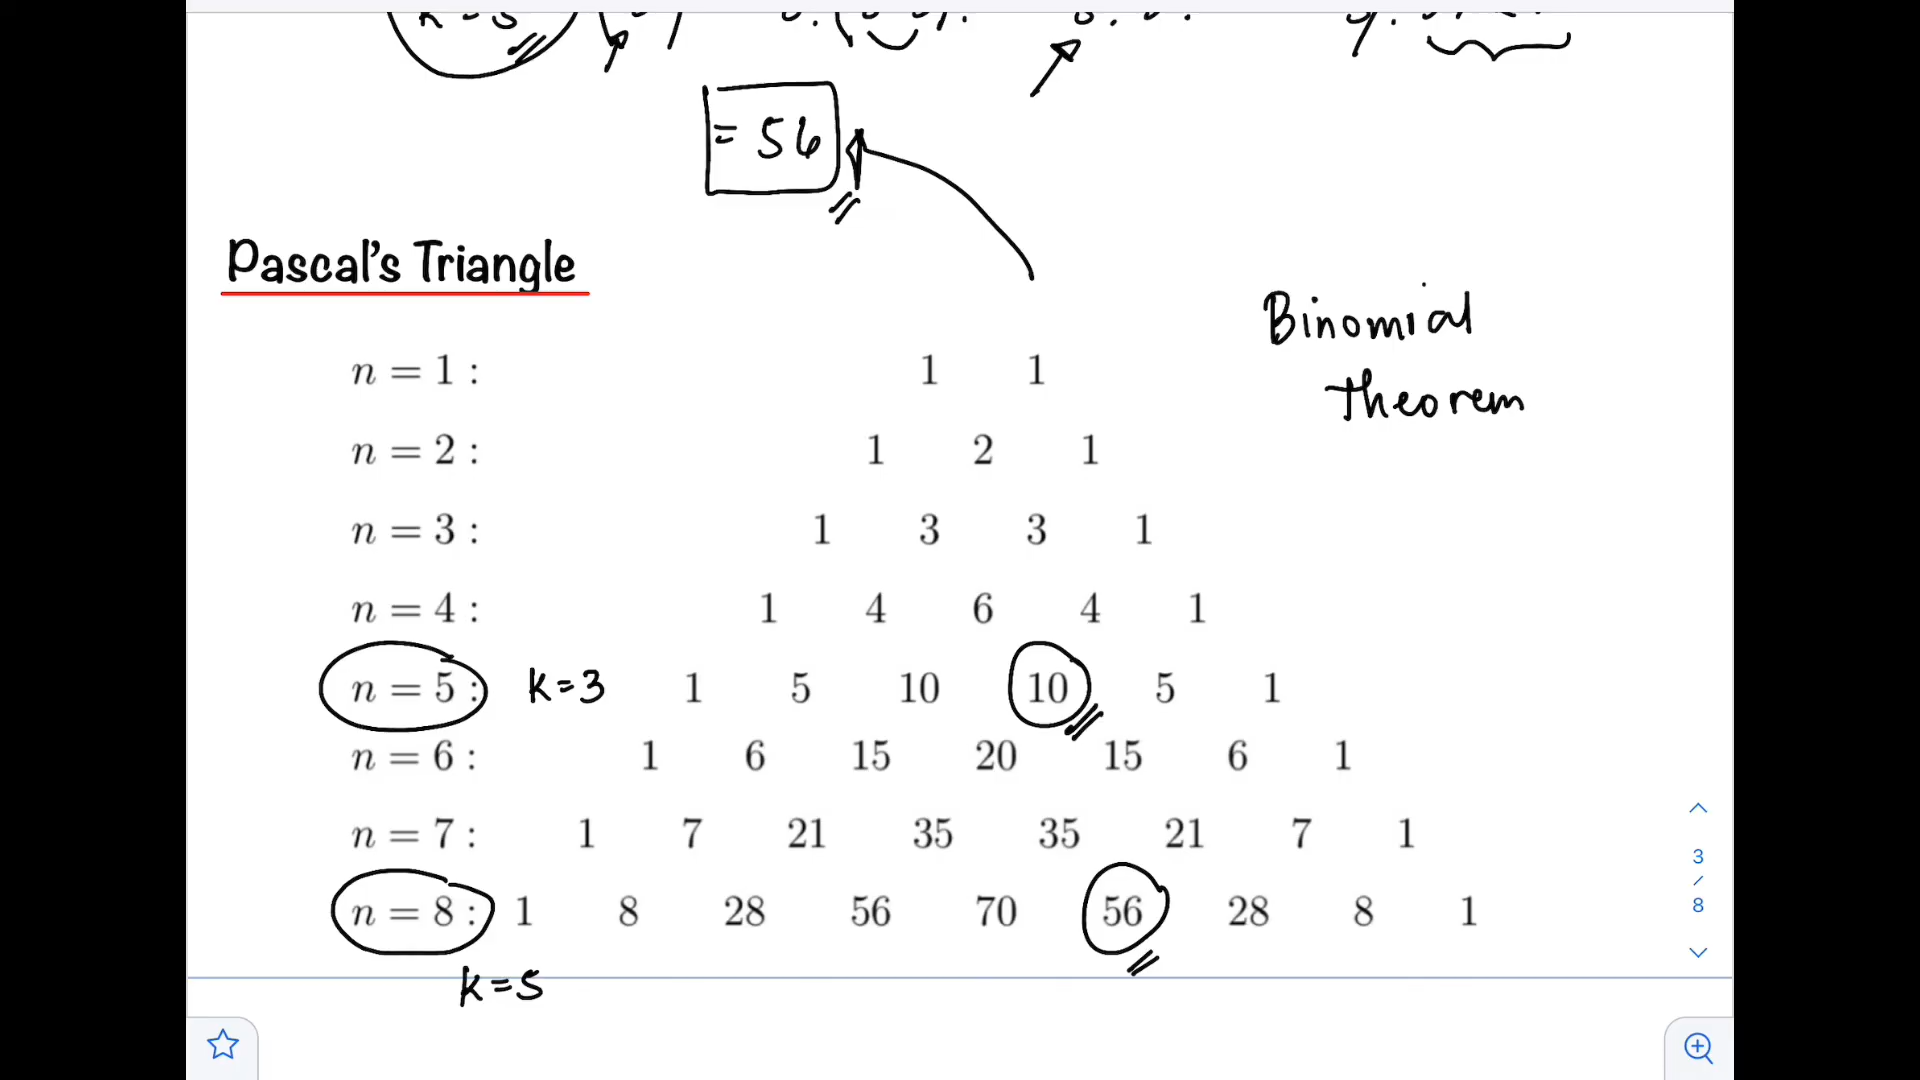 k = 5
= 56
Pascal's Triangle
Binomial
theorem
n = 1 : 1 1
n = 2 : 1 2 1
n = 3 : 1 3 3 1
n = 4 : 1 4 6 4 1
n = 5 : k=3 1 5 10 10 5 1
n = 6 : 1 6 15 20 15 6 1
n = 7 : 1 7 21 35 35 21 7 1
n = 8 : 1 8 28 56 70 56 28 8 1
k=5
3
/
8